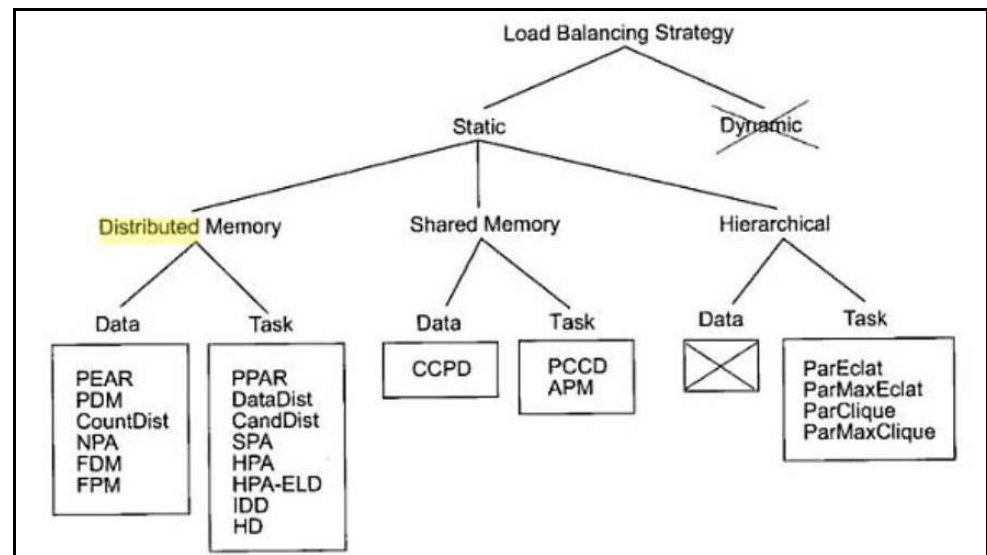 Load Balancing Strategy
Static
Dynamic
Distributed Memory
Shared Memory
Hierarchical
Data
Task
Data
Task
Data
Task
PEAR
PDM
CountDist
NPA
FDM
FPM
PPAR
DataDist
CandDist
SPA
HPA
HPA-ELD
IDD
HD
CCPD
PCCD
APM
ParEclat
ParMaxEclat
ParClique
ParMaxClique